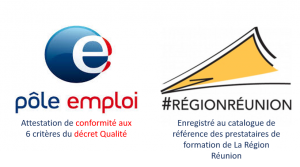 pôle emploi
Attestation de conformité aux
6 critères du décret Qualité
#RÉGIONRÉUNION
Enregistré au catalogue de
référence des prestataires de
formation de La Région
Réunion